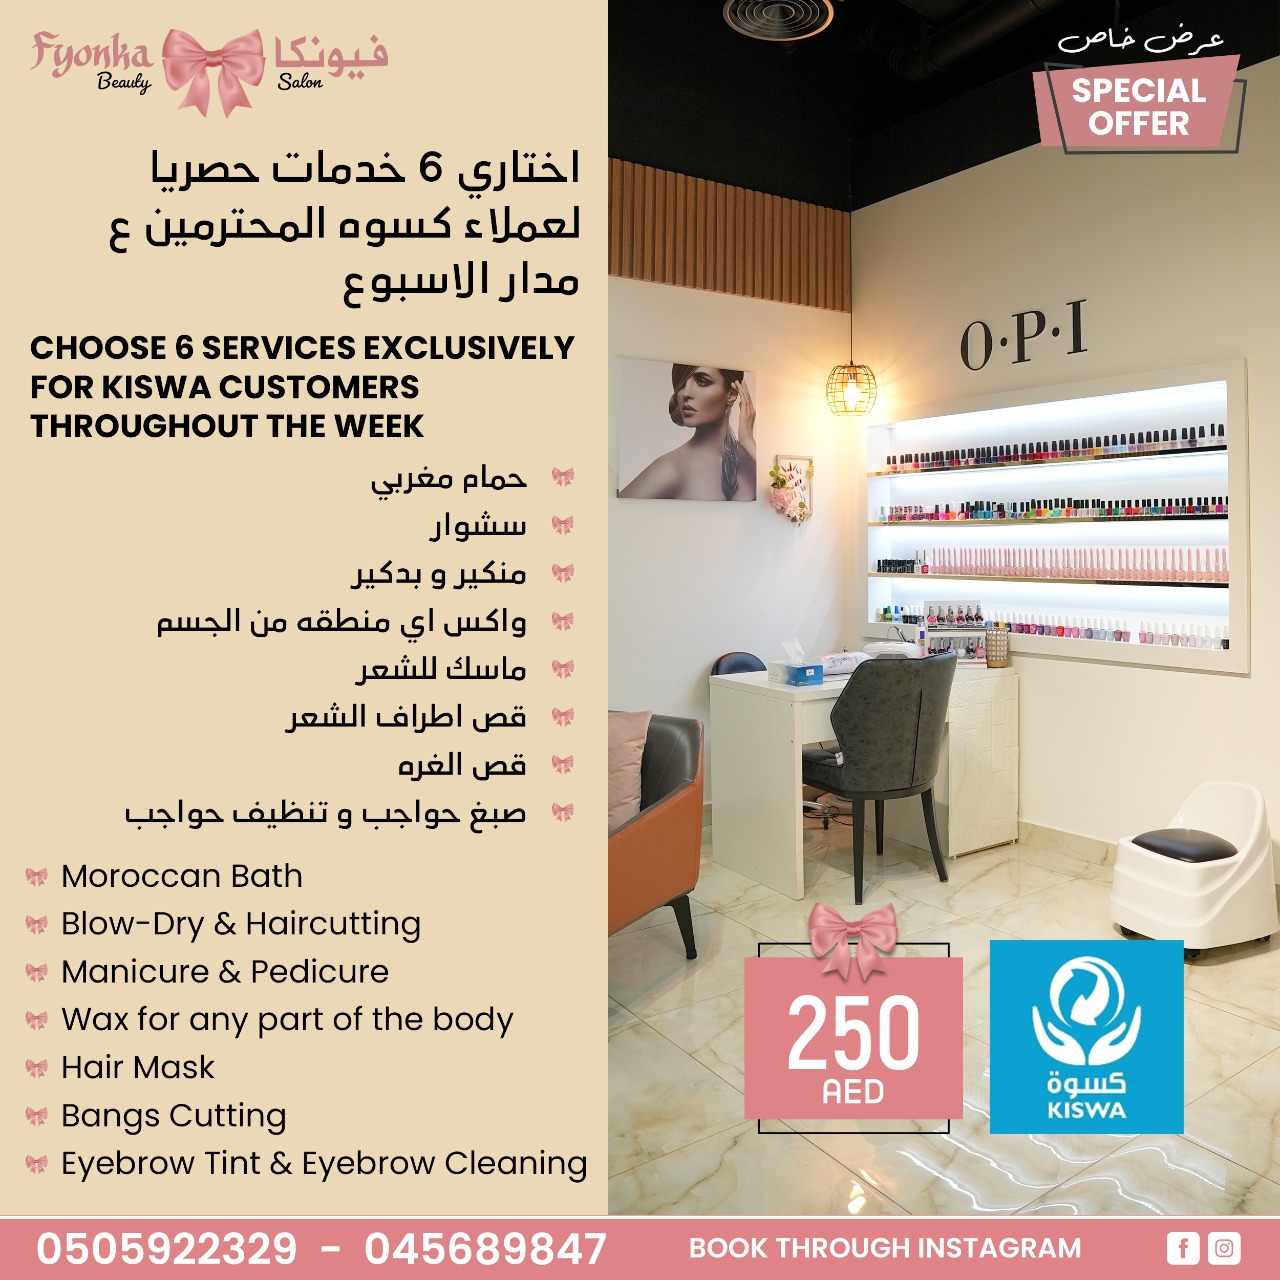 Fyonka فيونكا
Beauty Salon
عرض خاص
SPECIAL
OFFER
اختاري 6 خدمات حصريا
لعملاء كسوه المحترمين ع
مدار الاسبوع
CHOOSE 6 SERVICES EXCLUSIVELY
FOR KISWA CUSTOMERS
THROUGHOUT THE WEEK
حمام مغربي
سشوار
منكير و بدكير
واكس اي منطقه من الجسم
ماسك للشعر
قص اطراف الشعر
قص الغره
صبغ حواجب و تنظيف حواجب
Moroccan Bath
Blow-Dry & Haircutting
Manicure & Pedicure
Wax for any part of the body
Hair Mask
Bangs Cutting
Eyebrow Tint & Eyebrow Cleaning
O·P·I
250
AED
كسوة
KISWA
0505922329 - 045689847
BOOK THROUGH INSTAGRAM